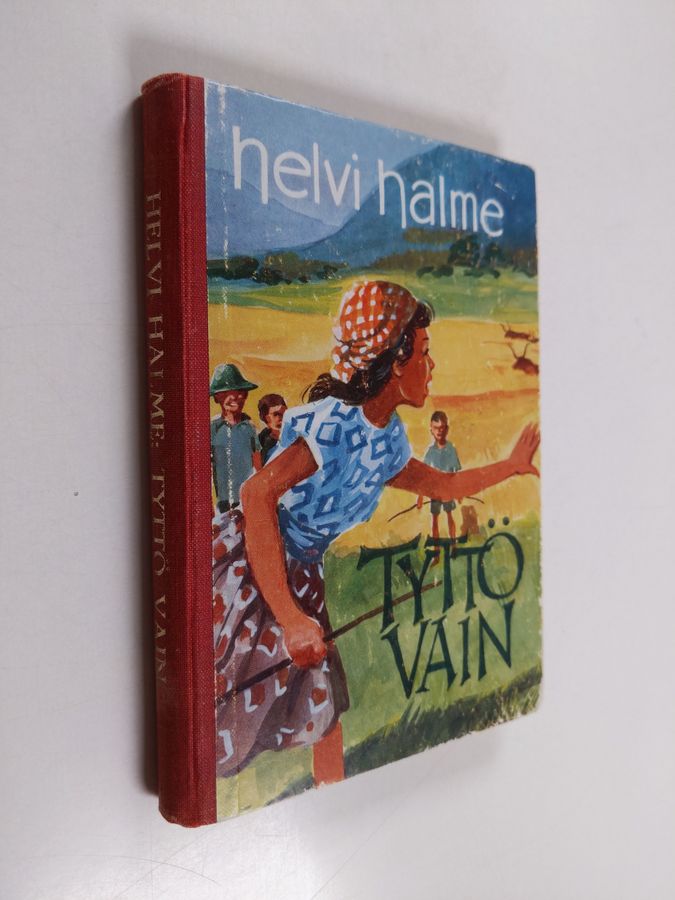 HELVI HALME: TYTTÖ VAIN
helvi halme
TYTTÖ
VAIN